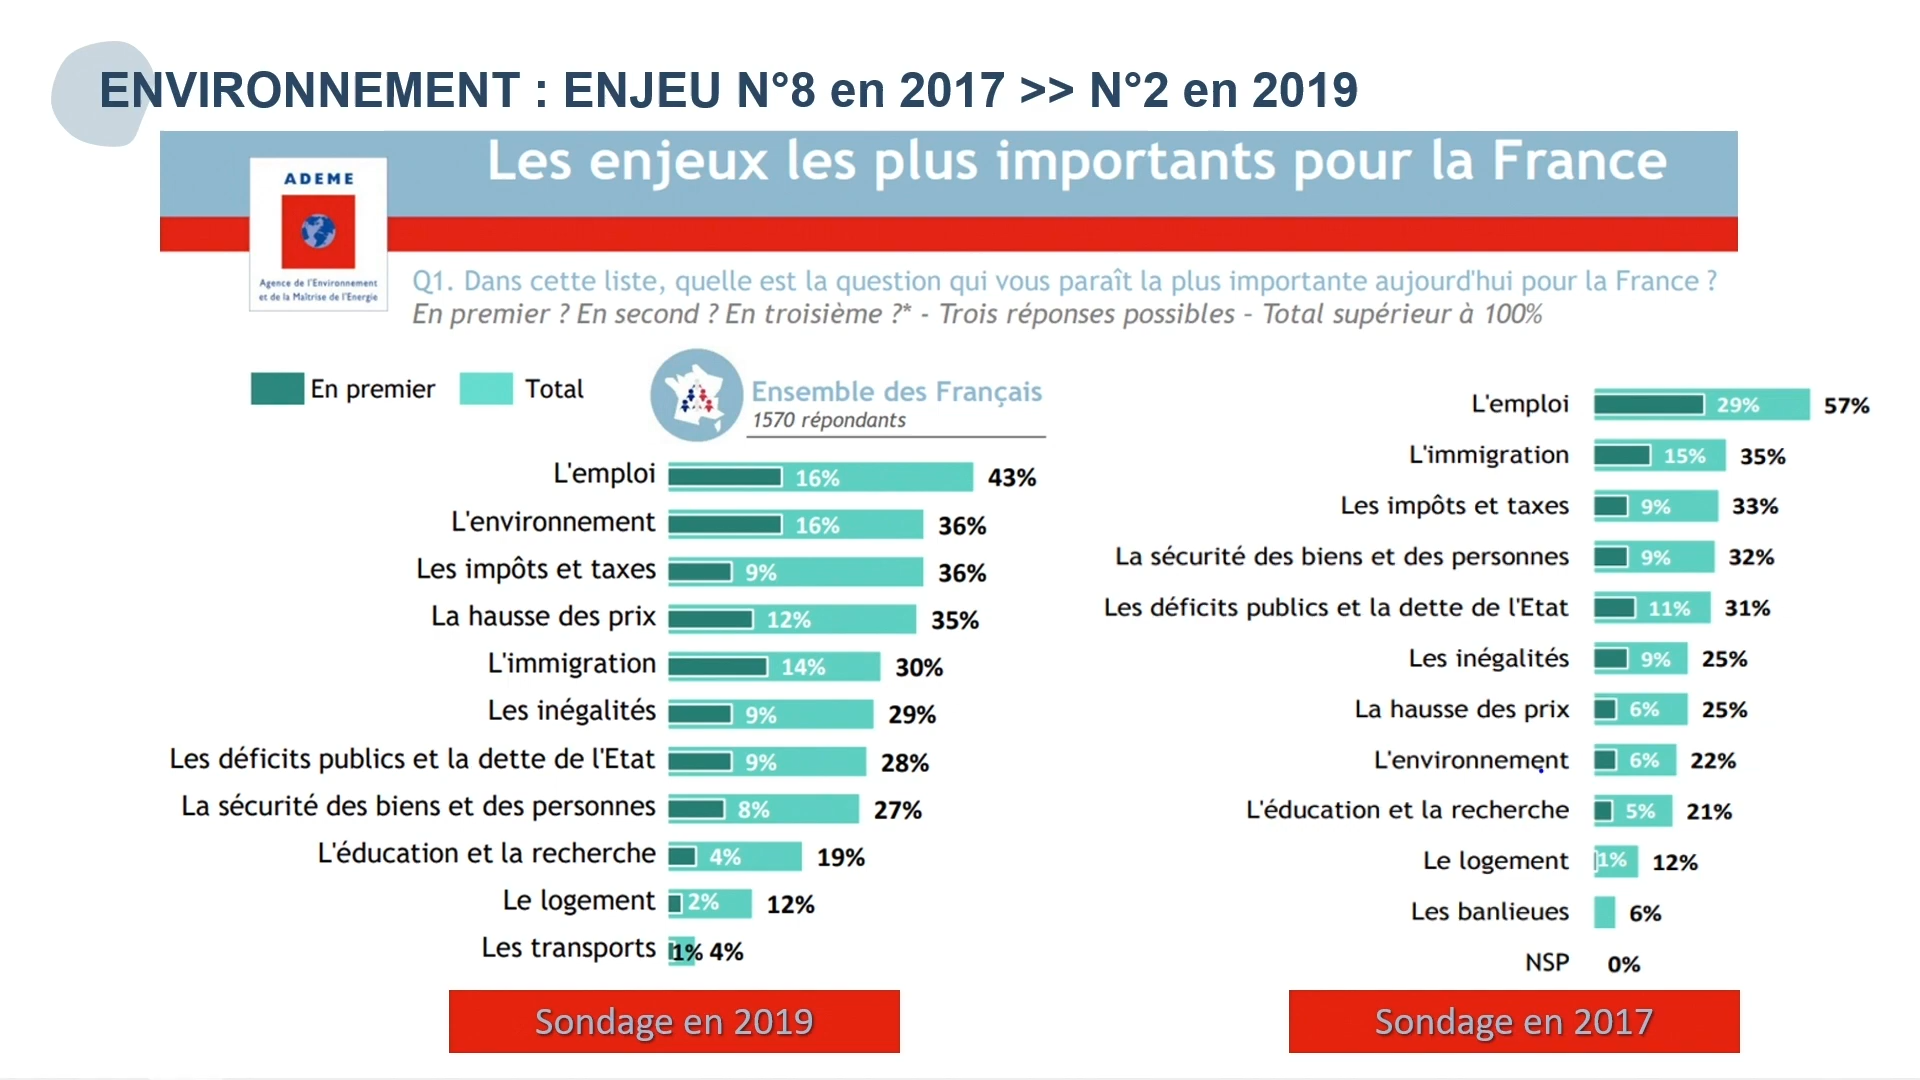 ENVIRONNEMENT : ENJEU N°8 en 2017 >> N°2 en 2019
Les enjeux les plus importants pour la France
ADEME
Agence de l'Environnement
et de la Maîtrise de l'Energie
Q1. Dans cette liste, quelle est la question qui vous paraît la plus importante aujourd'hui pour la France ?
En premier ? En second ? En troisième ?* - Trois réponses possibles – Total supérieur à 100%
En premier
Total
Ensemble des Français
1570 répondants
L'emploi 16% 43%
L'environnement 16% 36%
Les impôts et taxes 9% 36%
La hausse des prix 12% 35%
L'immigration 14% 30%
Les inégalités 9% 29%
Les déficits publics et la dette de l'Etat 9% 28%
La sécurité des biens et des personnes 8% 27%
L'éducation et la recherche 4% 19%
Le logement 2% 12%
Les transports 1% 4%
Sondage en 2019
L'emploi 29% 57%
L'immigration 15% 35%
Les impôts et taxes 9% 33%
La sécurité des biens et des personnes 9% 32%
Les déficits publics et la dette de l'Etat 11% 31%
Les inégalités 9% 25%
La hausse des prix 6% 25%
L'environnement 6% 22%
L'éducation et la recherche 5% 21%
Le logement 1% 12%
Les banlieues 6%
NSP 0%
Sondage en 2017